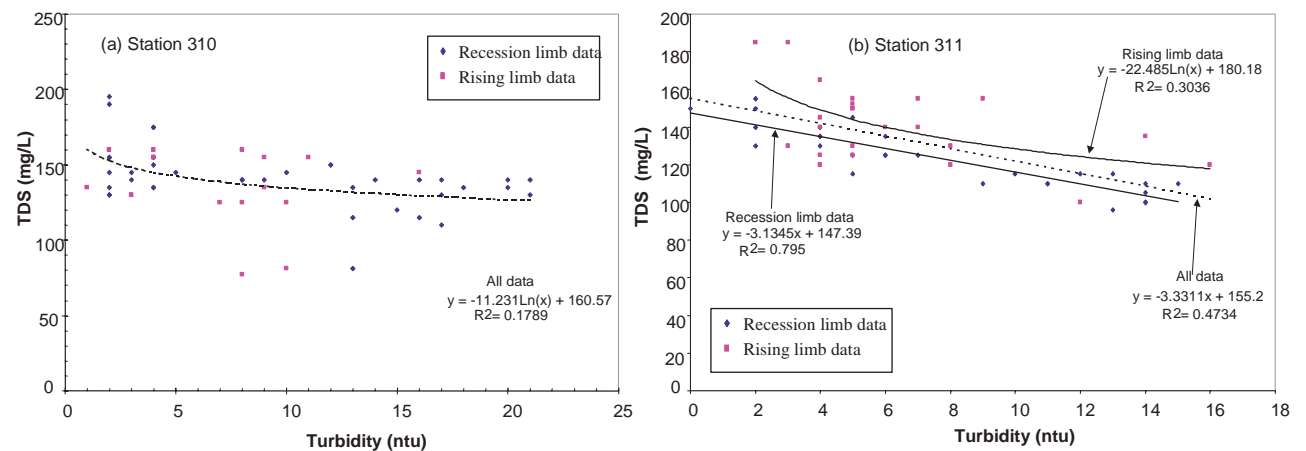 (a) Station 310
Recession limb data
Rising limb data
250
200
150
100
50
0
TDS (mg/L)
All data
y = -11.231Ln(x) + 160.57
R2= 0.1789
0 5 10 15 20 25
Turbidity (ntu)
(b) Station 311
200
180
160
140
120
100
80
60
40
20
0
TDS (mg/L)
Rising limb data
y = -22.485Ln(x) + 180.18
R2= 0.3036
Recession limb data
y = -3.1345x + 147.39
R2= 0.795
All data
y = -3.3311x + 155.2
R2= 0.4734
Recession limb data
Rising limb data
0 2 4 6 8 10 12 14 16 18
Turbidity (ntu)